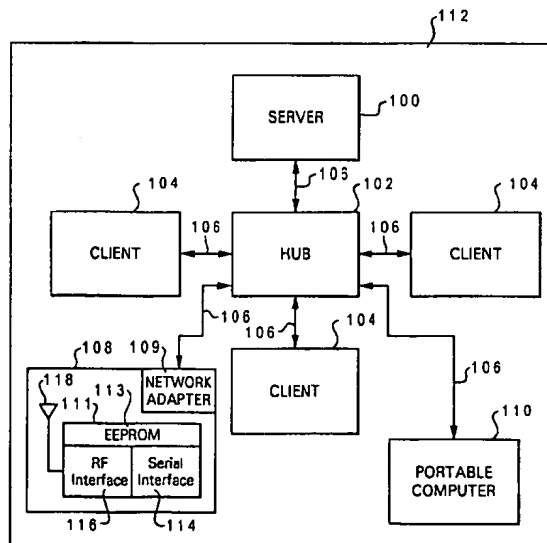 112
SERVER
100
106
102
104
104
CLIENT
106
HUB
106
CLIENT
106
106
104
CLIENT
108
109
118
113
111
NETWORK
ADAPTER
EEPROM
RF
Interface
Serial
Interface
116
114
106
110
PORTABLE
COMPUTER